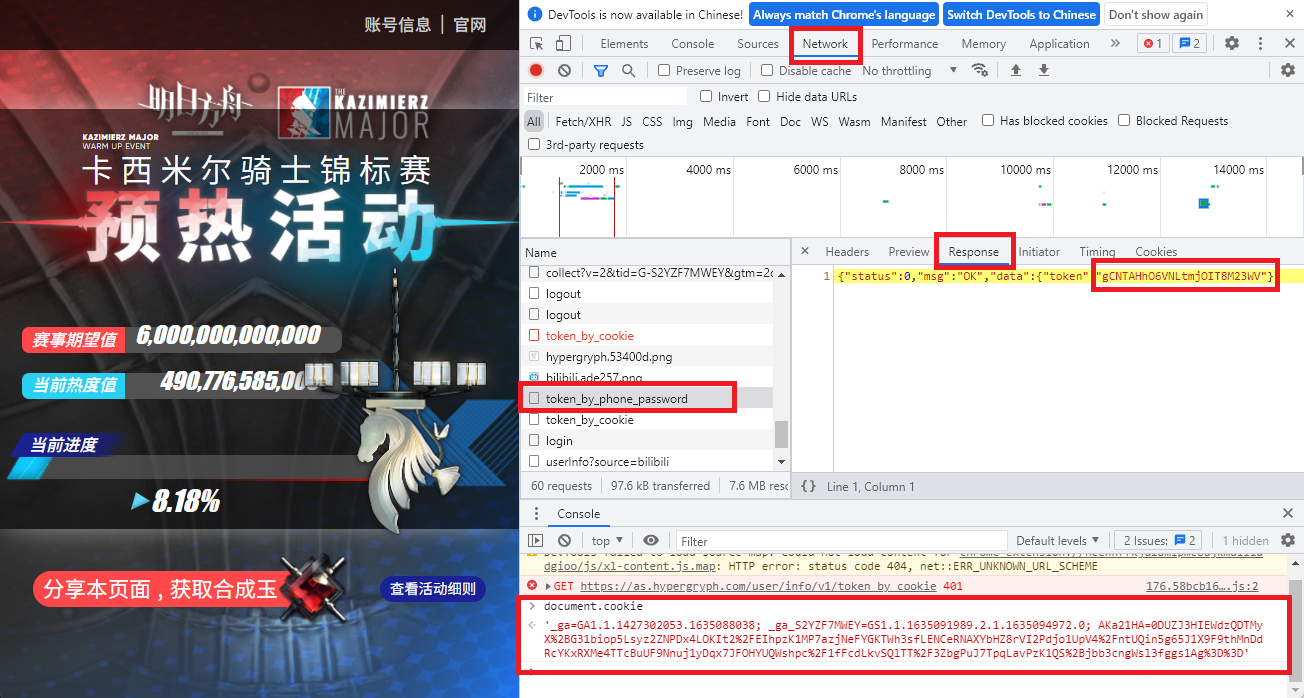 账号信息 | 官网
明日方舟
THE KAZIMIERZ MAJOR
KAZIMIERZ MAJOR
WARM UP EVENT
卡西米尔骑士锦标赛
预热活动
赛事期望值 6,000,000,000,000
当前热度值 490,776,585,00
当前进度
8.18%
分享本页面 , 获取合成玉
查看活动细则
DevTools is now available in Chinese! Always match Chrome's language Switch DevTools to Chinese Don't show again
Elements Console Sources Network Performance Memory Application » 1 2
Preserve log Disable cache No throttling
Filter Invert Hide data URLs
All Fetch/XHR JS CSS Img Media Font Doc WS Wasm Manifest Other Has blocked cookies Blocked Requests
3rd-party requests
2000 ms 4000 ms 6000 ms 8000 ms 10000 ms 12000 ms 14000 ms
Name
collect?v=2&tid=G-S2YZF7MWEY&gtm=2c
logout
logout
token_by_cookie
hypergryph.53400d.png
bilibili.ade257.png
token_by_phone_password
token_by_cookie
login
userInfo?source=bilibili
60 requests 97.6 kB transferred 7.6 MB resc
× Headers Preview Response Initiator Timing Cookies
1 {"status":0,"msg":"OK","data":{"token" "gCNTAHhO6VNLtmjOIT8M23WV"}
{} Line 1, Column 1
Console
top Filter Default levels 2 Issues: 2 1 hidden
dgioo/js/xl-content.js.map: HTTP error: status code 404, net::ERR_UNKNOWN_URL_SCHEME
GET https://as.hypergryph.com/user/info/v1/token_by_cookie 401 176.58bcb16….js:2
> document.cookie
'_ga=GA1.1.1427302053.1635088038; _ga_S2YZF7MWEY=GS1.1.1635091989.2.1.1635094972.0; AKa21HA=0DUZJ3HIEWdzQDTMy
X%2BG31biop5Lsyz2ZNPDx4LOKIt2%2FEIhpzK1MP7azjNeFYGKTWh3sfLENCeRNAXYbHZ8rVI2Pdjo1UpV4%2FntUQin5g65J1X9F9thMnDd
RcYKxRXMe4TTcBuUF9Nnuj1yDqx7JFOHYUQWshpc%2F1fFcdLkvSQlTT%2F3ZbgPuJ7TpqLavPzK1QS%2Bjbb3cngWsl3fggs1Ag%3D%3D'